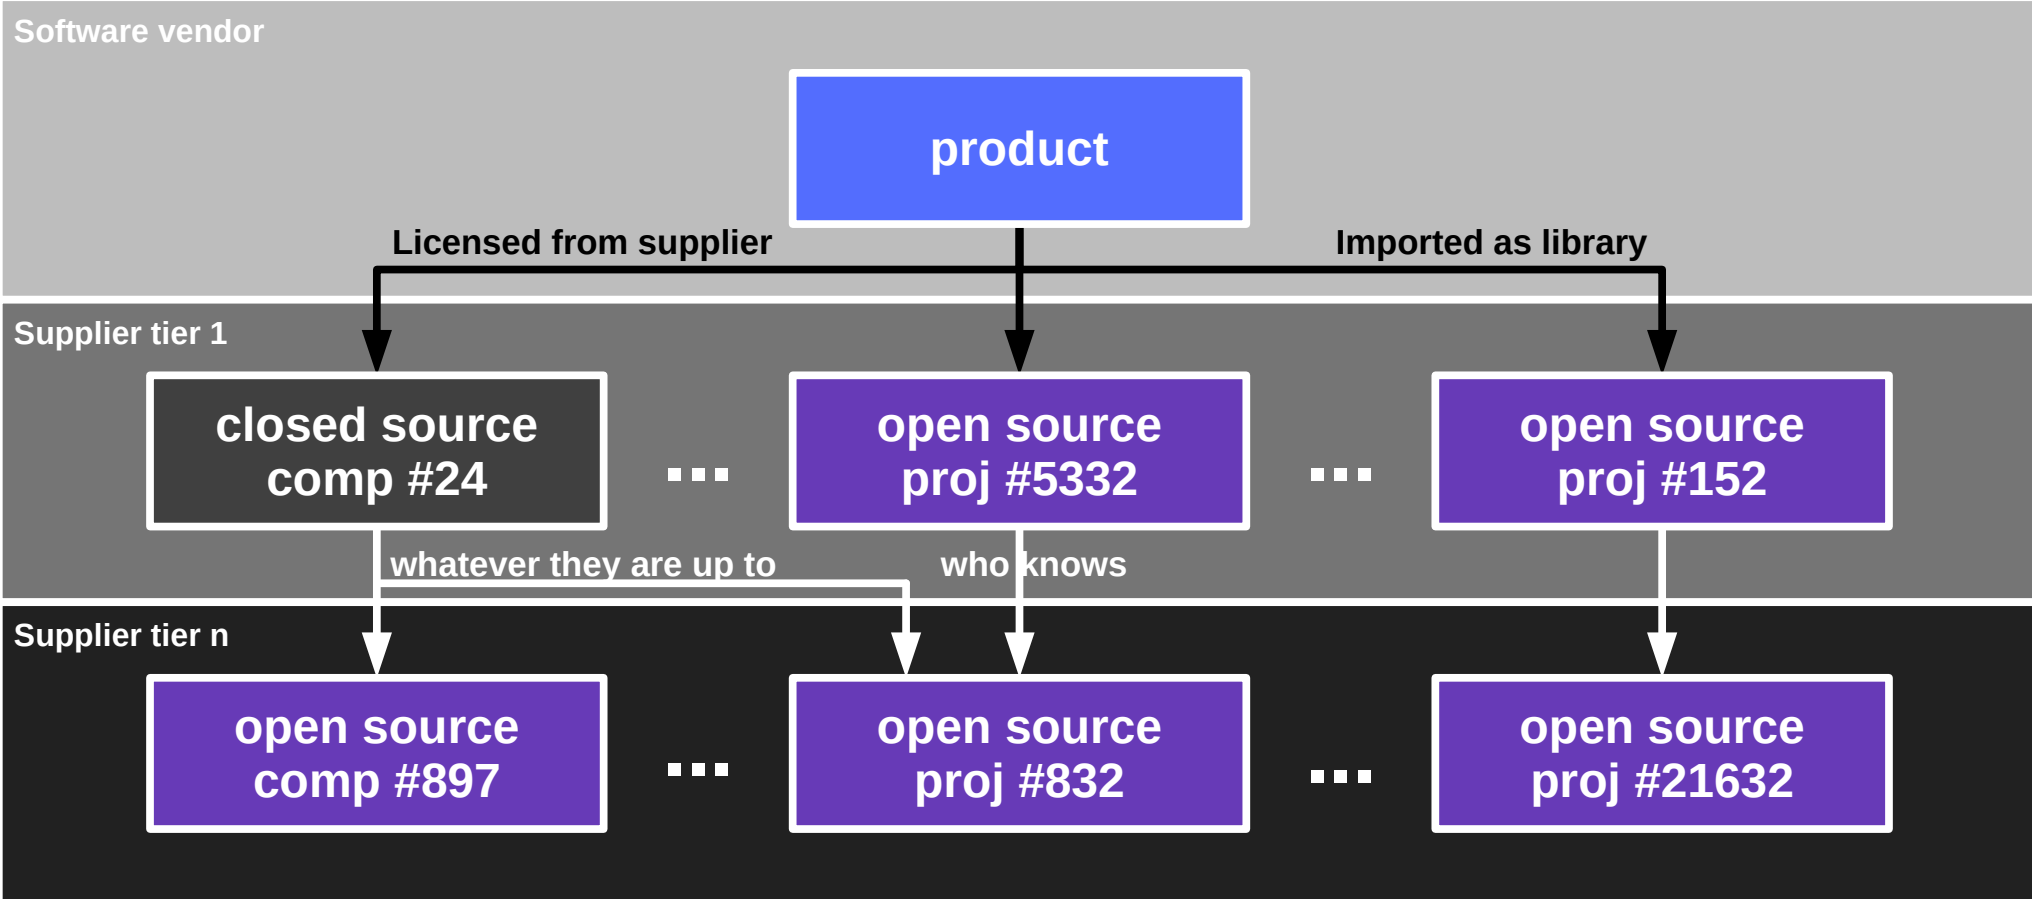 Software vendor
product
Licensed from supplier
Imported as library
Supplier tier 1
closed source
comp #24
...
open source
proj #5332
...
open source
proj #152
whatever they are up to
who knows
Supplier tier n
open source
comp #897
...
open source
proj #832
...
open source
proj #21632